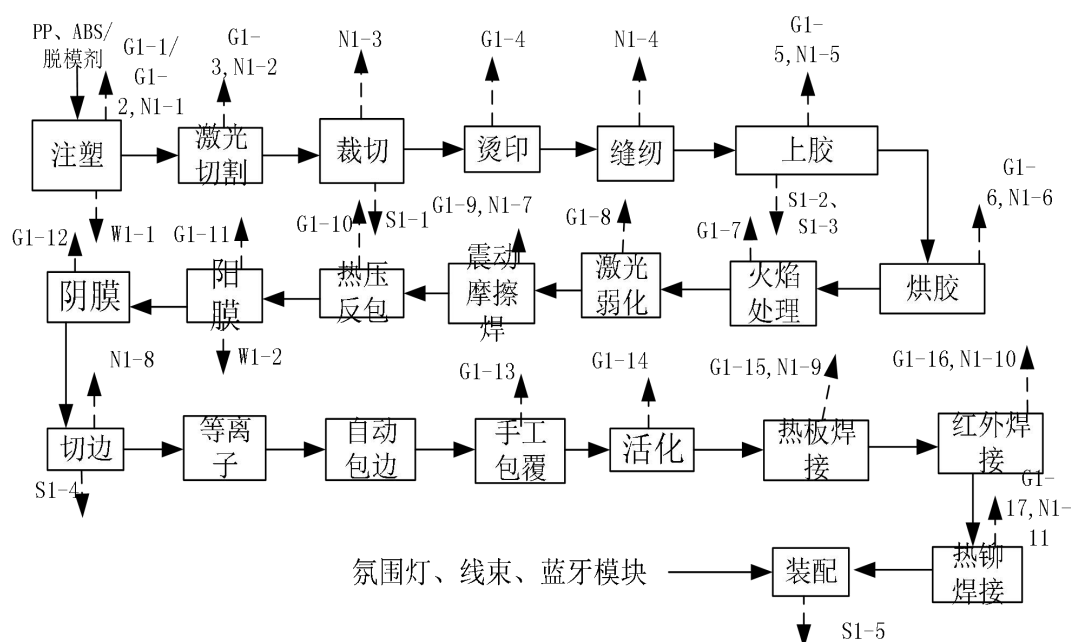 PP、ABS/
脱模剂
G1-1/
G1-
2,N1-1
G1-
3,N1-2
N1-3
G1-4
N1-4
G1-
5,N1-5
注塑
激光
切割
裁切
烫印
缝纫
上胶
W1-1
S1-1
S1-2、
S1-3
G1-
6,N1-6
G1-12
G1-11
G1-10
G1-9,N1-7
G1-8
G1-7
阴膜
阳
膜
热压
反包
震动
摩擦
焊
激光
弱化
火焰
处理
烘胶
W1-2
N1-8
G1-13
G1-14
G1-15,N1-9
G1-16,N1-10
切边
等离
子
自动
包边
手工
包覆
活化
热板焊
接
红外焊
接
S1-4
G1-
17,N1-
11
氛围灯、线束、蓝牙模块
装配
热铆
焊接
S1-5